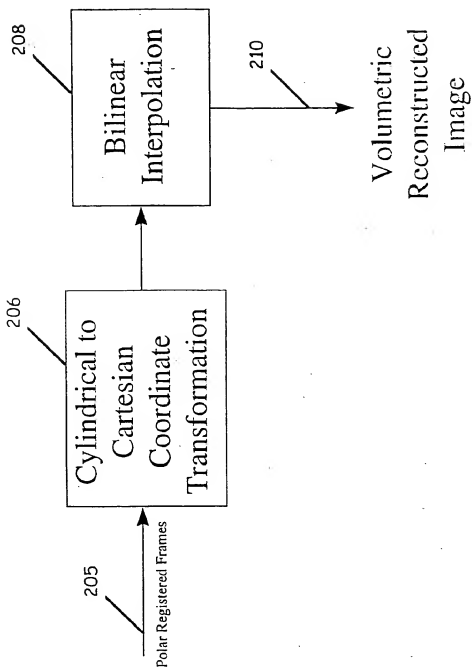 205
Polar Registered Frames
206
Cylindrical to
Cartesian
Coordinate
Transformation
208
Bilinear
Interpolation
210
Volumetric
Reconstructed
Image